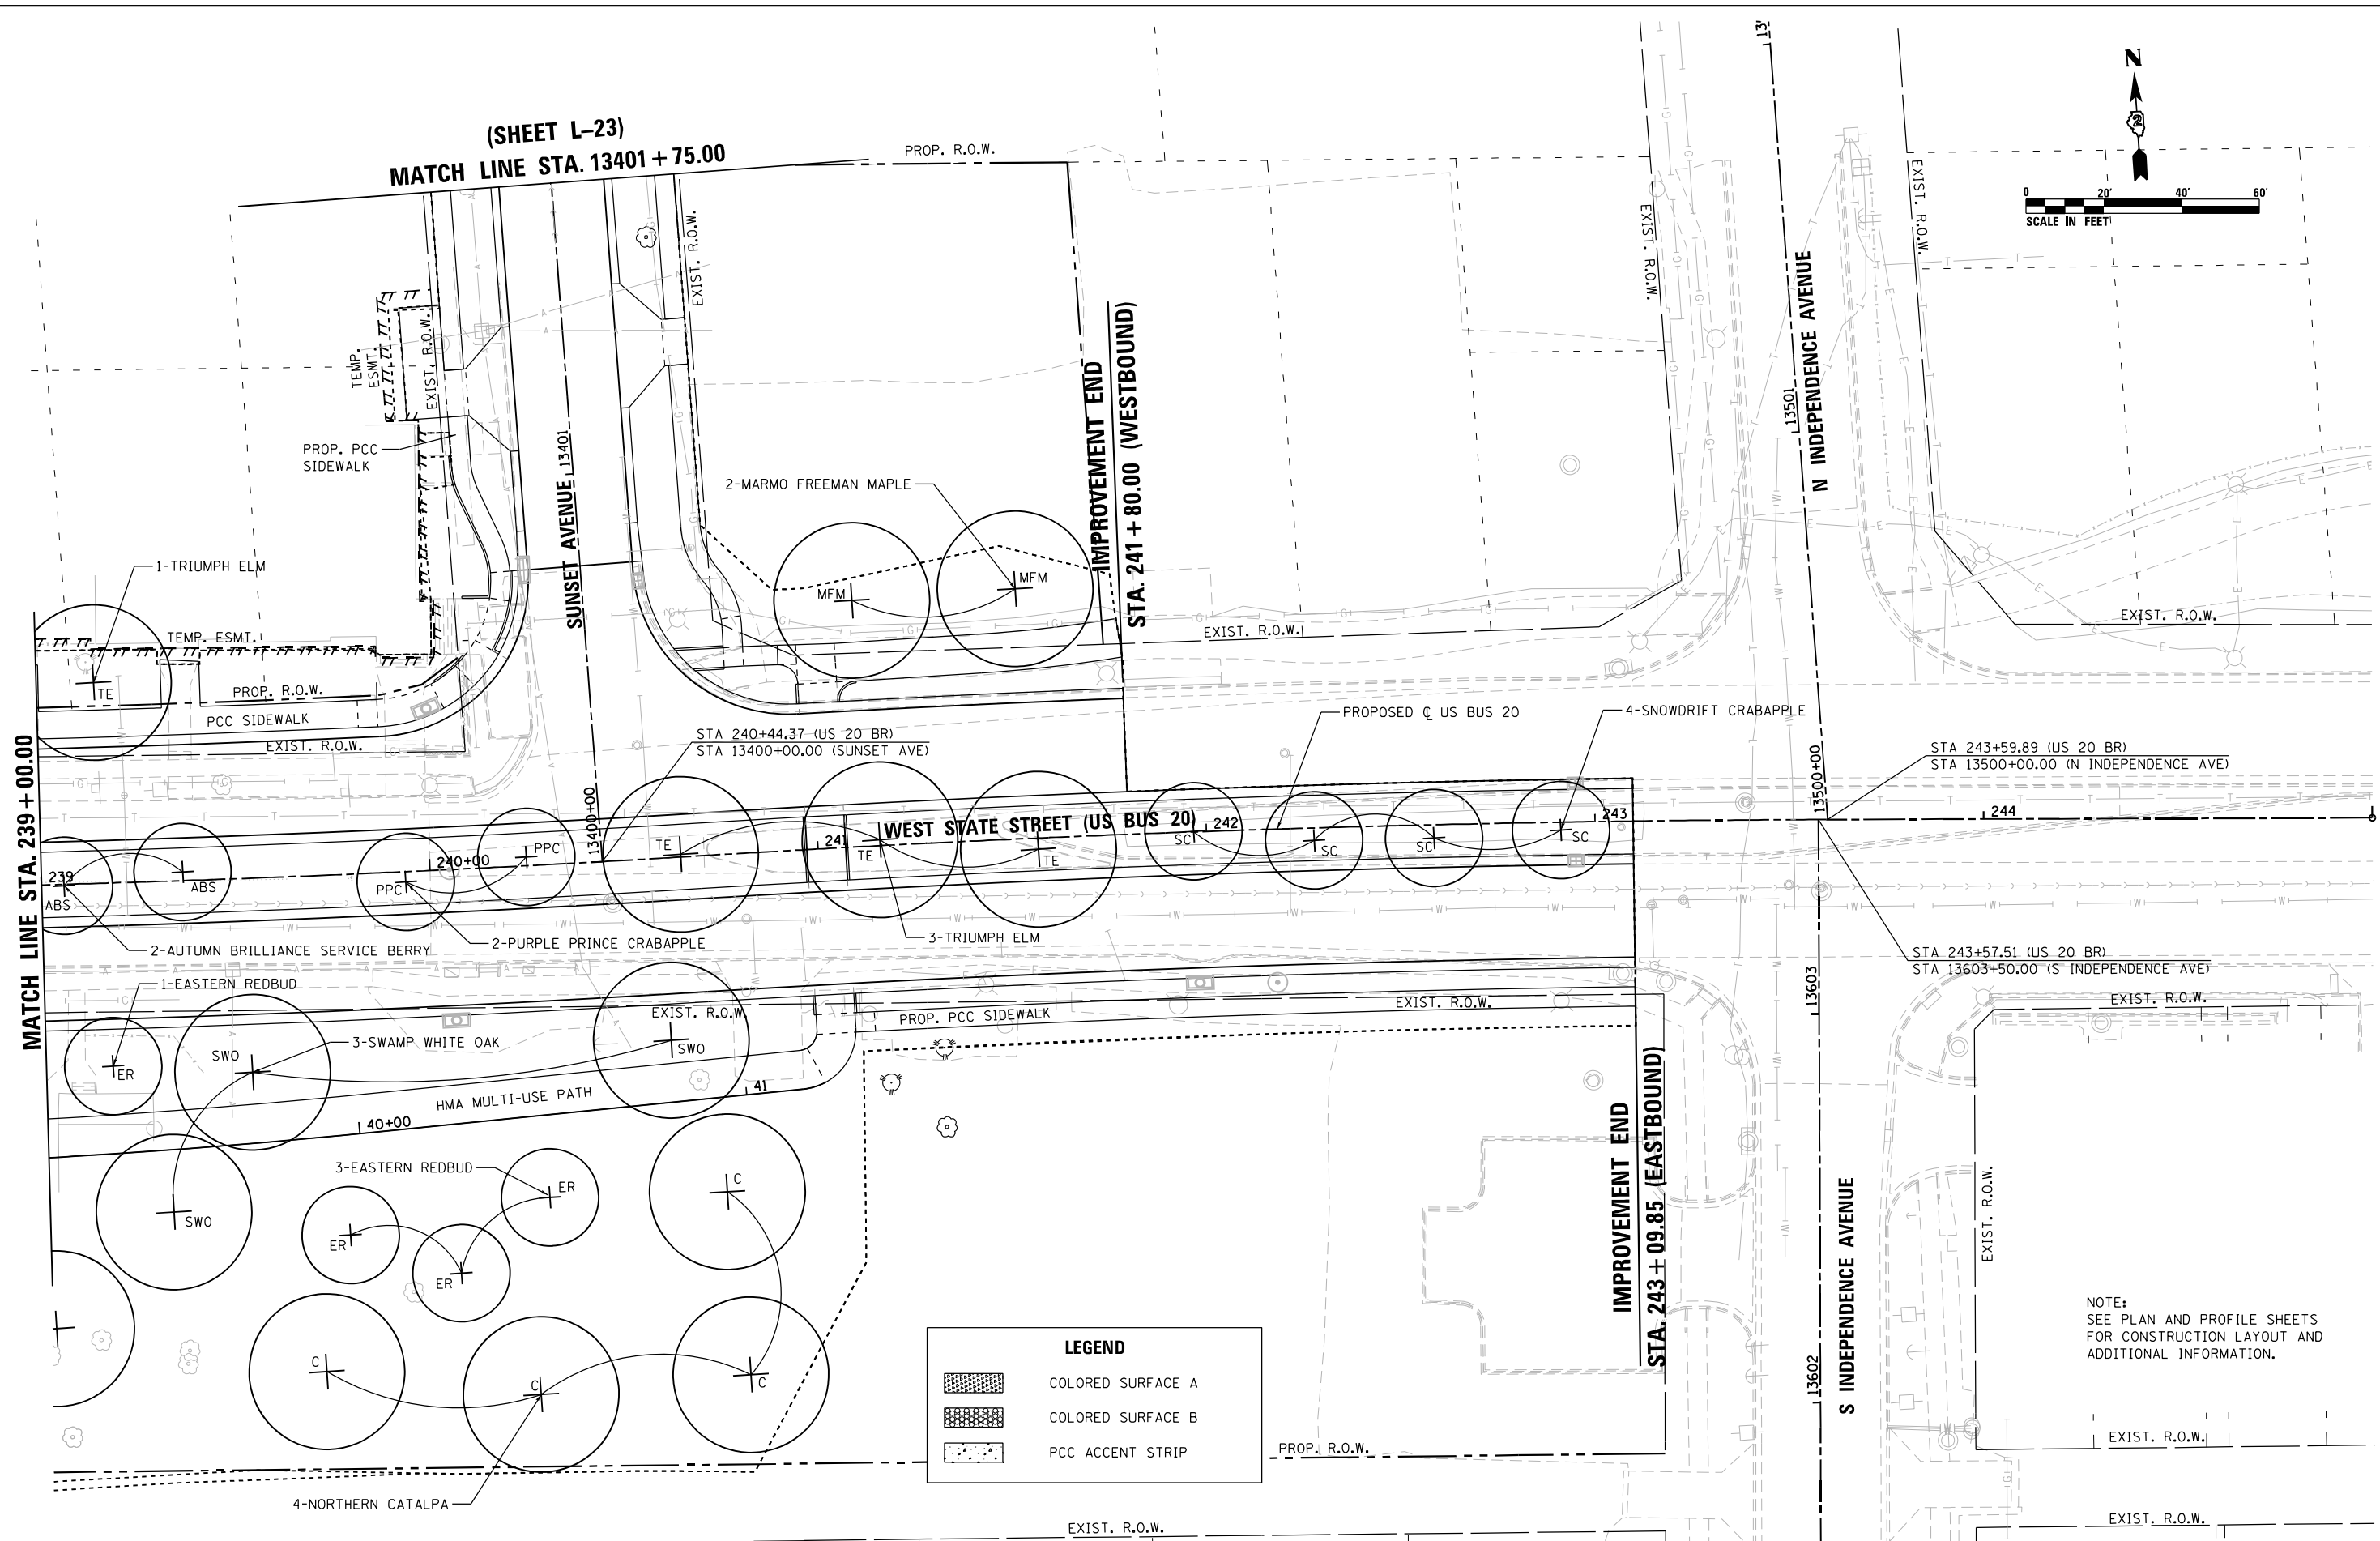 (SHEET L–23)
MATCH LINE STA. 13401+75.00
PROP. R.O.W.
N
2
0 20' 40' 60'
SCALE IN FEET
EXIST. R.O.W.
EXIST. R.O.W.
EXIST. R.O.W.
EXIST. R.O.W.
TEMP.
ESMT.
PROP. PCC
SIDEWALK
SUNSET AVENUE
13401
IMPROVEMENT END
STA. 241+80.00 (WESTBOUND)
N INDEPENDENCE AVENUE
13501
2-MARMO FREEMAN MAPLE
MFM
MFM
1-TRIUMPH ELM
TE
TEMP. ESMT.
PROP. R.O.W.
PCC SIDEWALK
EXIST. R.O.W.
EXIST. R.O.W.
EXIST. R.O.W.
STA 240+44.37 (US 20 BR)
STA 13400+00.00 (SUNSET AVE)
PROPOSED ℄ US BUS 20
4-SNOWDRIFT CRABAPPLE
STA 243+59.89 (US 20 BR)
STA 13500+00.00 (N INDEPENDENCE AVE)
13400+00
13500+00
MATCH LINE STA. 239+00.00
239
240+00
241
242
243
244
WEST STATE STREET (US BUS 20)
ABS
ABS
PPC
PPC
TE
TE
TE
SC
SC
SC
SC
2-AUTUMN BRILLIANCE SERVICE BERRY
2-PURPLE PRINCE CRABAPPLE
3-TRIUMPH ELM
STA 243+57.51 (US 20 BR)
STA 13603+50.00 (S INDEPENDENCE AVE)
13603
1-EASTERN REDBUD
ER
SWO
3-SWAMP WHITE OAK
EXIST. R.O.W.
SWO
PROP. PCC SIDEWALK
EXIST. R.O.W.
EXIST. R.O.W.
HMA MULTI-USE PATH
40+00
41
3-EASTERN REDBUD
ER
ER
ER
SWO
C
C
C
C
IMPROVEMENT END
STA. 243+09.85 (EASTBOUND)
S INDEPENDENCE AVENUE
13602
EXIST. R.O.W.
LEGEND
COLORED SURFACE A
COLORED SURFACE B
PCC ACCENT STRIP
NOTE:
SEE PLAN AND PROFILE SHEETS
FOR CONSTRUCTION LAYOUT AND
ADDITIONAL INFORMATION.
PROP. R.O.W.
EXIST. R.O.W.
4-NORTHERN CATALPA
EXIST. R.O.W.
EXIST. R.O.W.